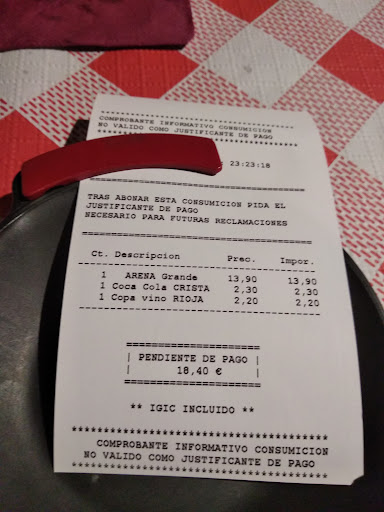 ************************************
COMPROBANTE INFORMATIVO CONSUMICION
NO VALIDO COMO JUSTIFICANTE DE PAGO
23:23:18
====================================
TRAS ABONAR ESTA CONSUMICION PIDA EL
JUSTIFICANTE DE PAGO
NECESARIO PARA FUTURAS RECLAMACIONES
====================================
Ct. Descripcion Prec. Impor.
1 ARENA Grande 13,90 13,90
1 Coca Cola CRISTA 2,30 2,30
1 Copa vino RIOJA 2,20 2,20
=====================
| PENDIENTE DE PAGO |
| 18,40 € |
=====================
** IGIC INCLUIDO **
************************************
COMPROBANTE INFORMATIVO CONSUMICION
NO VALIDO COMO JUSTIFICANTE DE PAGO
************************************